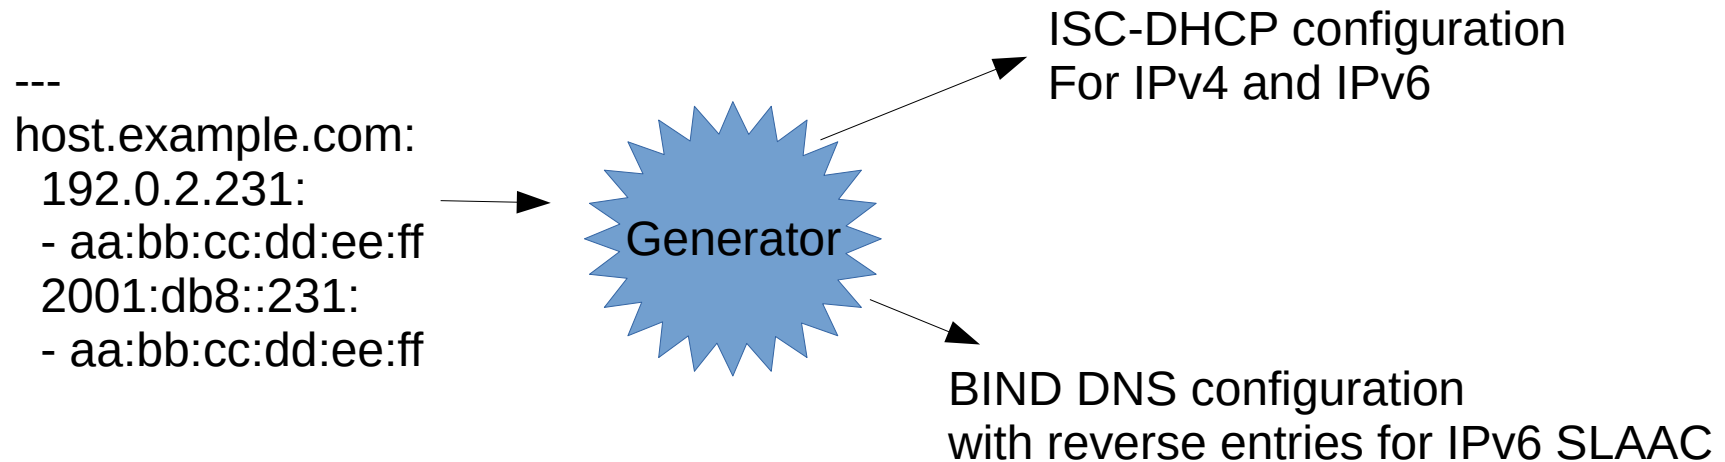 ---
host.example.com:
192.0.2.231:
- aa:bb:cc:dd:ee:ff
2001:db8::231:
- aa:bb:cc:dd:ee:ff
Generator
ISC-DHCP configuration
For IPv4 and IPv6
BIND DNS configuration
with reverse entries for IPv6 SLAAC